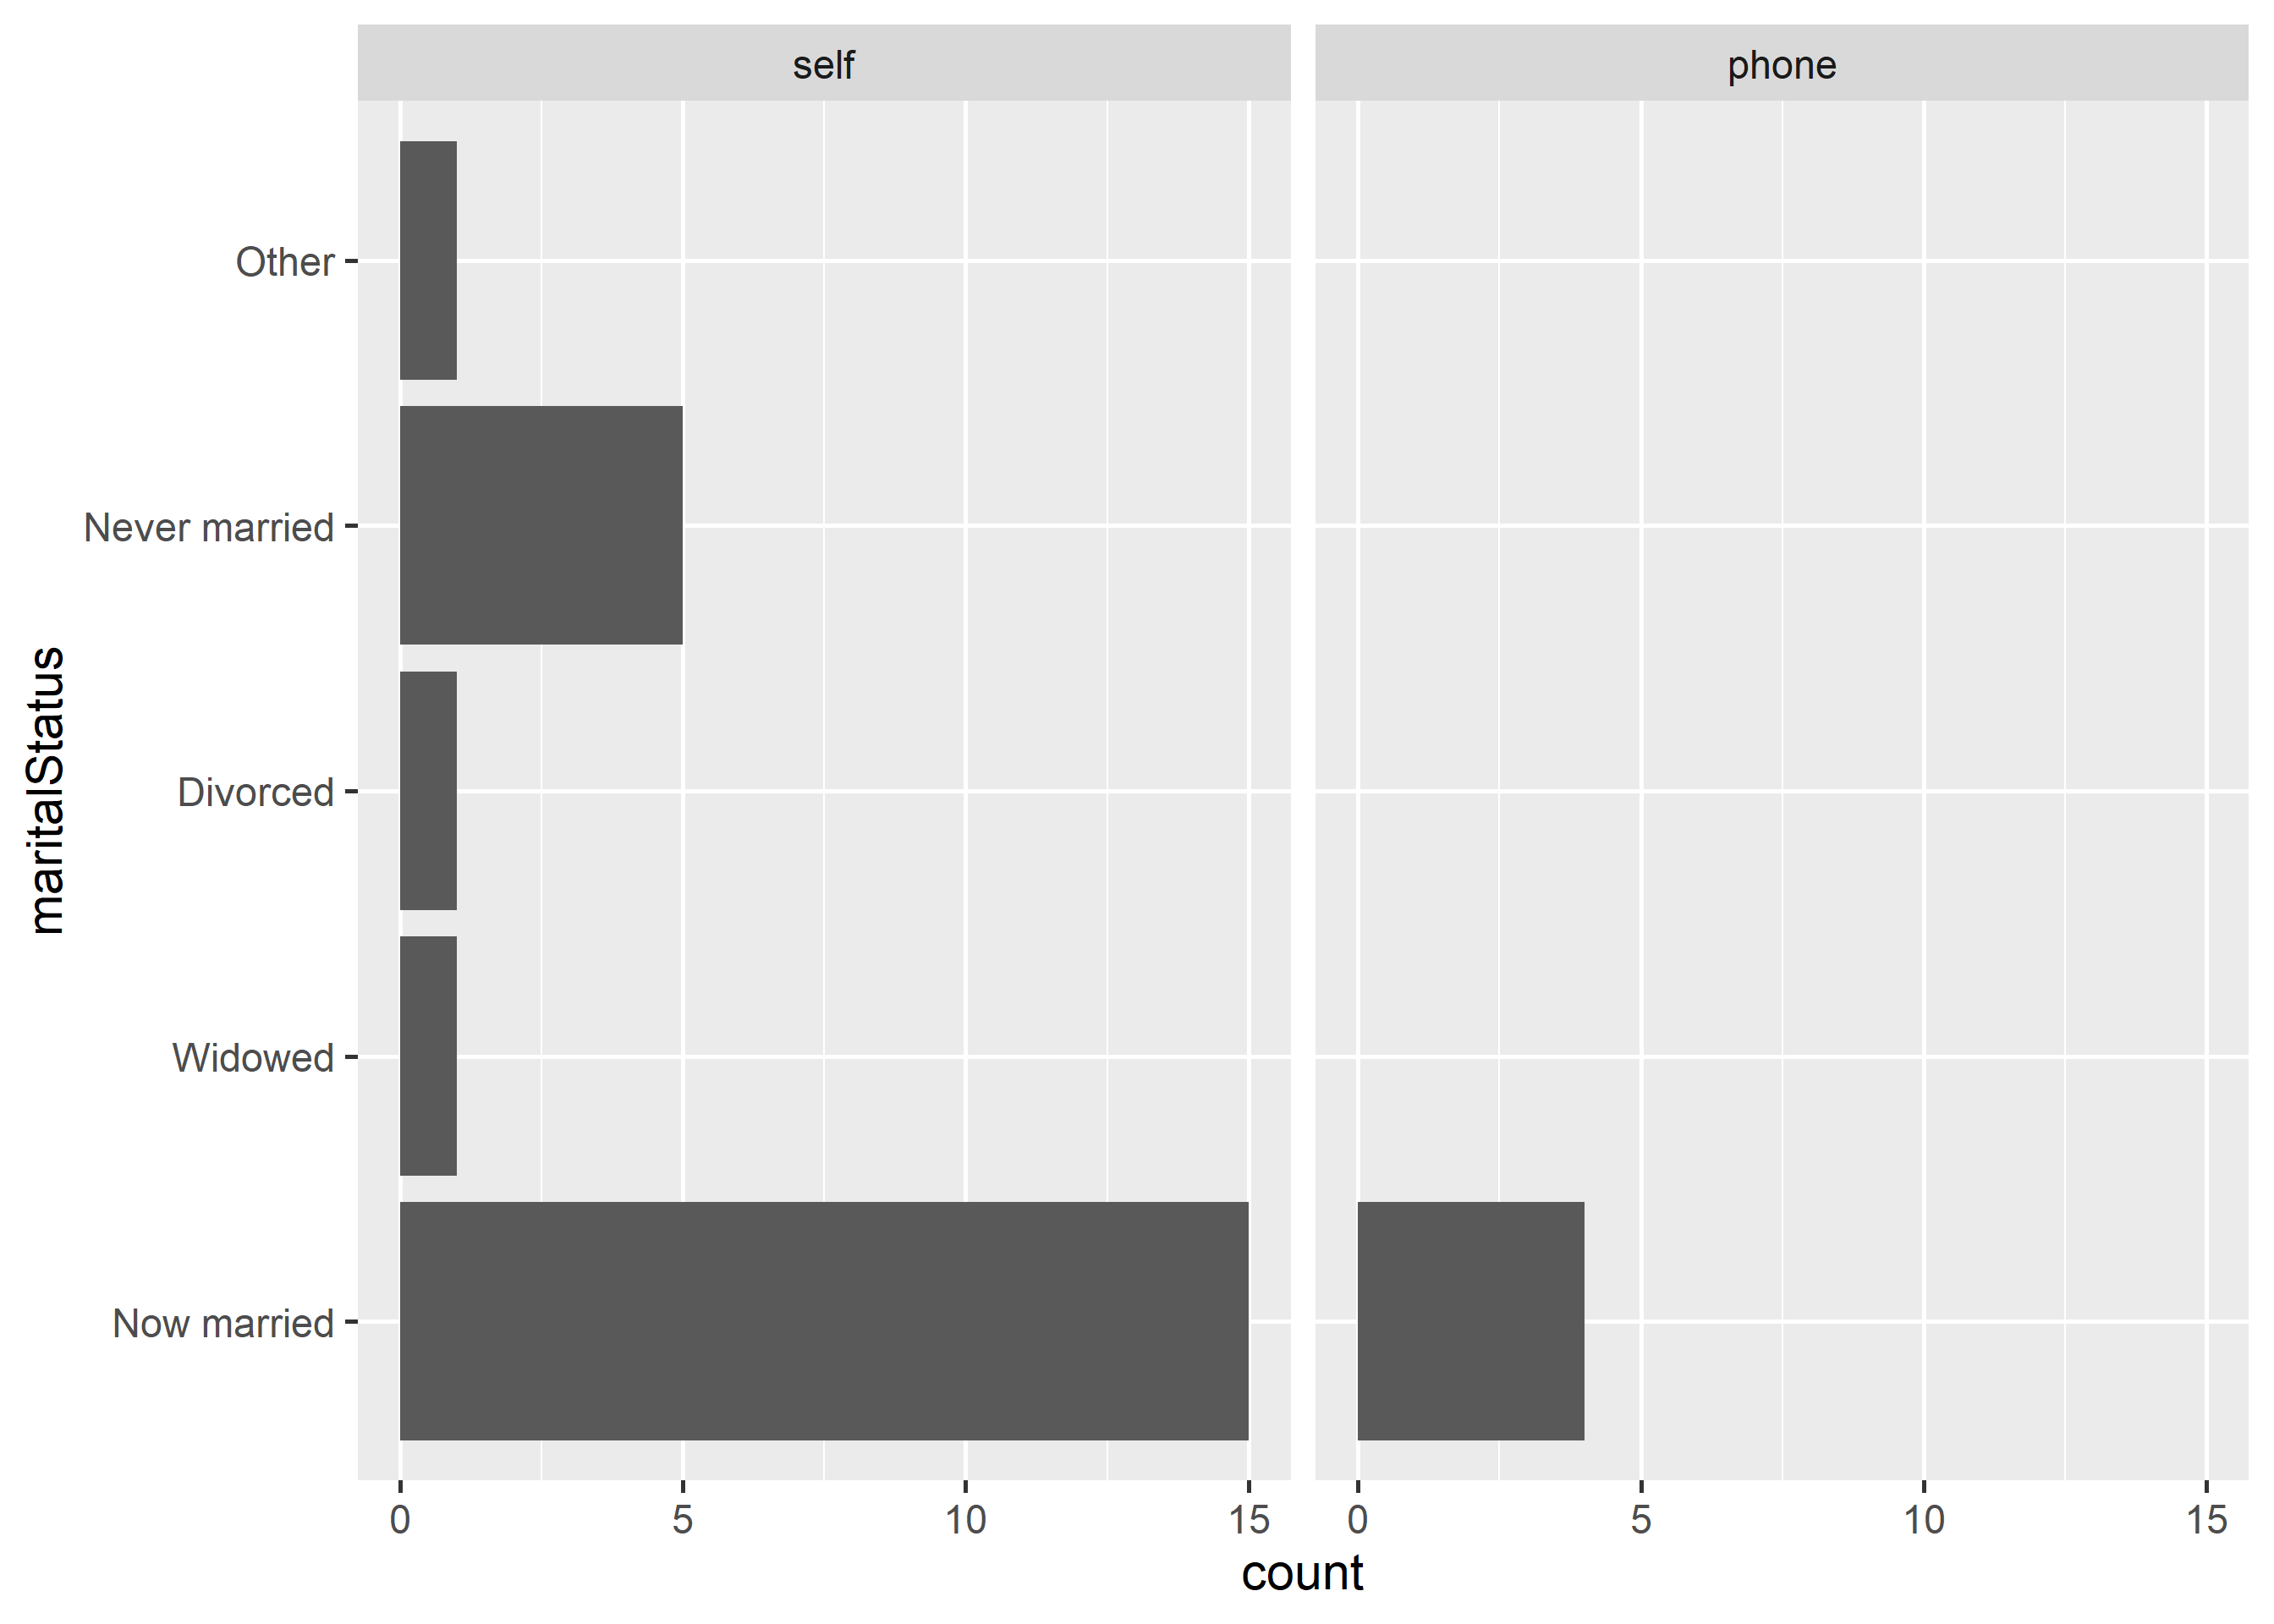 self
phone
Other
Never married
Divorced
Widowed
Now married
maritalStatus
0 5 10 15 0 5 10 15
count